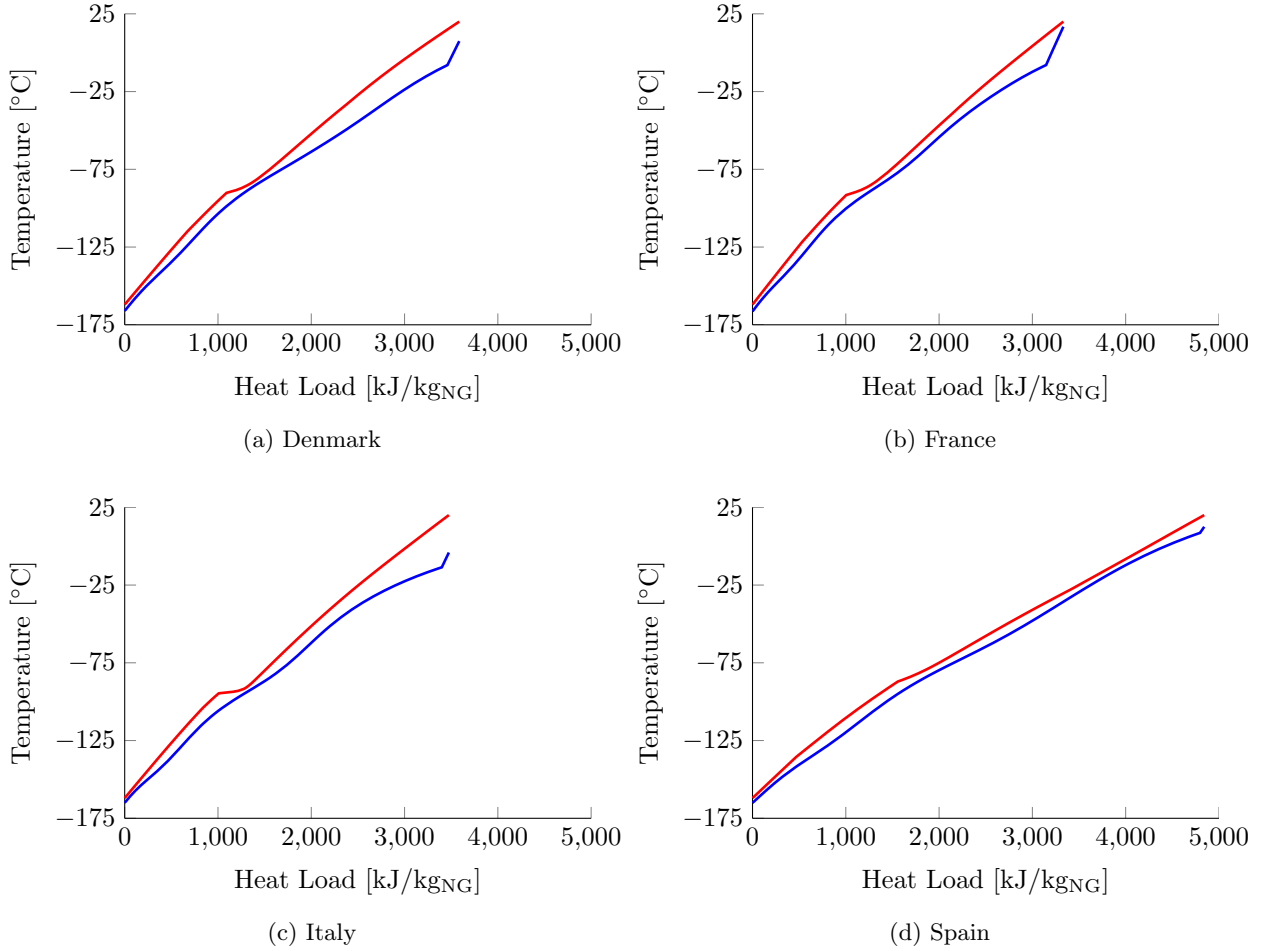 25
−25
−75
−125
−175
Temperature [°C]
0 1,000 2,000 3,000 4,000 5,000
Heat Load [kJ/kgNG]
(a) Denmark
25
−25
−75
−125
−175
Temperature [°C]
0 1,000 2,000 3,000 4,000 5,000
Heat Load [kJ/kgNG]
(b) France
25
−25
−75
−125
−175
Temperature [°C]
0 1,000 2,000 3,000 4,000 5,000
Heat Load [kJ/kgNG]
(c) Italy
25
−25
−75
−125
−175
Temperature [°C]
0 1,000 2,000 3,000 4,000 5,000
Heat Load [kJ/kgNG]
(d) Spain